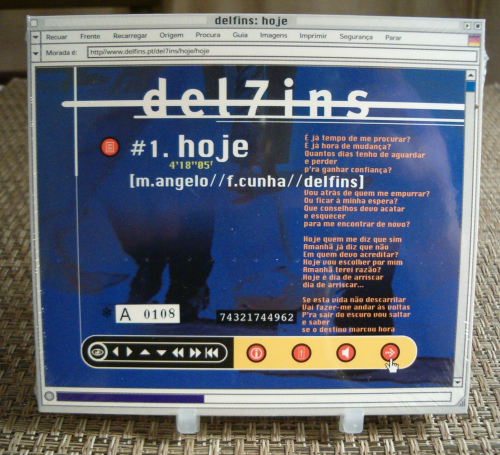 delfins: hoje
Recuar Frente Recarregar Origem Procura Guia Imagens Imprimir Segurança Parar
Morada é: http//www.delfins.pt/del7ins/hoje/hoje
del7ins
#1. hoje
4'18"05'
[m.angelo//f.cunha//delfins]
E já tempo de me procurar?
E já hora de mudança?
Quantos dias tenho de aguardar
e perder
p'ra ganhar confiança?
Vou atrás de quem me empurrar?
Ou ficar à minha espera?
Que conselhos devo acatar
e esquecer
para me encontrar de novo?
Hoje quem me diz que sim
Amanhã já diz que não
Em quem devo acreditar?
Hoje vou escolher por mim
Amanhã terei razão?
Hoje é dia de arriscar
dia de arriscar...
Se esta vida não descarrilar
Vai fazer-me andar às voltas
P'ra sair do escuro vou saltar
e saber
se o destino marcou hora
* A 0108
74321744962